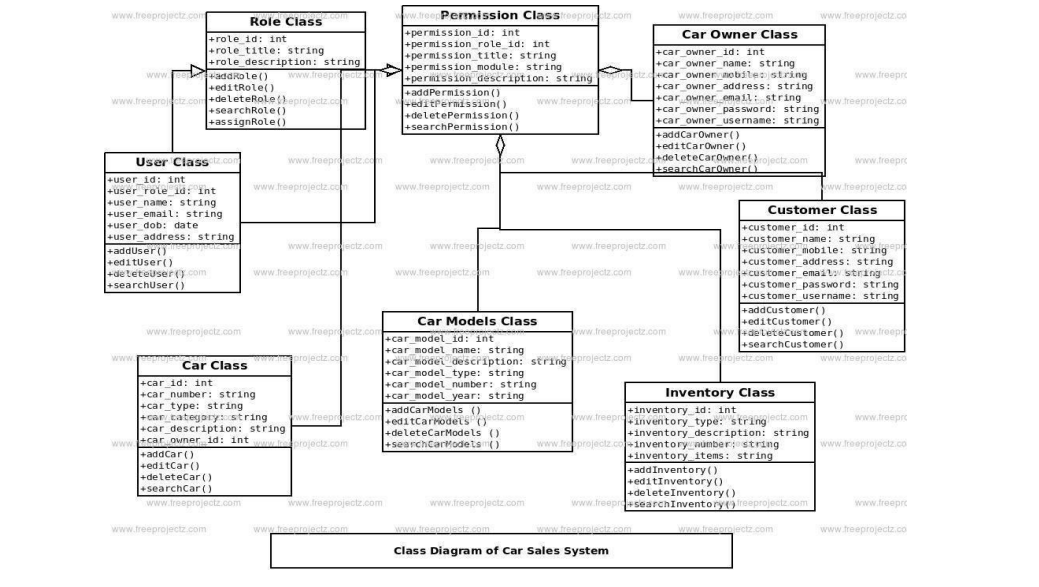 Role Class
+role_id: int
+role_title: string
+role_description: string
+addRole()
+editRole()
+deleteRole()
+searchRole()
+assignRole()
Permission Class
+permission_id: int
+permission_role_id: int
+permission_title: string
+permission_module: string
+permission_description: string
+addPermission()
+editPermission()
+deletePermission()
+searchPermission()
Car Owner Class
+car_owner_id: int
+car_owner_name: string
+car_owner_mobile: string
+car_owner_address: string
+car_owner_email: string
+car_owner_password: string
+car_owner_username: string
+addCarOwner()
+editCarOwner()
+deleteCarOwner()
+searchCarOwner()
User Class
+user_id: int
+user_role_id: int
+user_name: string
+user_email: string
+user_dob: date
+user_address: string
+addUser()
+editUser()
+deleteUser()
+searchUser()
Customer Class
+customer_id: int
+customer_name: string
+customer_mobile: string
+customer_address: string
+customer_email: string
+customer_password: string
+customer_username: string
+addCustomer()
+editCustomer()
+deleteCustomer()
+searchCustomer()
Car Models Class
+car_model_id: int
+car_model_name: string
+car_model_description: string
+car_model_type: string
+car_model_number: string
+car_model_year: string
+addCarModels ()
+editCarModels ()
+deleteCarModels ()
+searchCarModels ()
Car Class
+car_id: int
+car_number: string
+car_type: string
+car_category: string
+car_description: string
+car_owner_id: int
+addCar()
+editCar()
+deleteCar()
+searchCar()
Inventory Class
+inventory_id: int
+inventory_type: string
+inventory_description: string
+inventory_number: string
+inventory_items: string
+addInventory()
+editInventory()
+deleteInventory()
+searchInventory()
Class Diagram of Car Sales System
www.freeprojectz.com